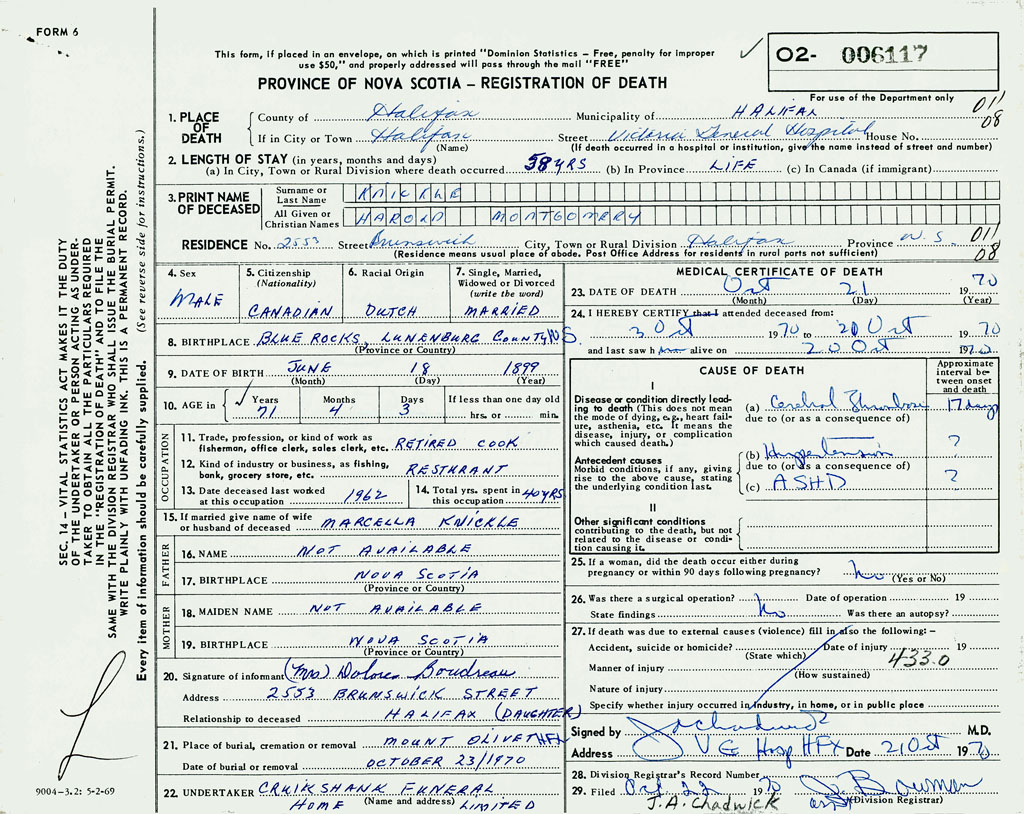 FORM 6
This form, if placed in an envelope, on which is printed "Dominion Statistics – Free, penalty for improper
use $50," and properly addressed will pass through the mail "FREE"
PROVINCE OF NOVA SCOTIA – REGISTRATION OF DEATH
O2- 006117
For use of the Department only
011
08
1. PLACE OF DEATH
County of Halifax Municipality of HALIFAX
If in City or Town Halifax Street Victoria General Hospital House No.
(Name) (If death occurred in a hospital or institution, give the name instead of street and number)
2. LENGTH OF STAY (in years, months and days)
(a) In City, Town or Rural Division where death occurred 58 YRS (b) In Province LIFE (c) In Canada (if immigrant)
3. PRINT NAME OF DECEASED
Surname or Last Name KNICKLE
All Given or Christian Names HAROLD MONTGOMERY
RESIDENCE No. 2553 Street Brunswick City, Town or Rural Division Halifax Province N.S.
011
08
(Residence means usual place of abode. Post Office Address for residents in rural parts not sufficient)
4. Sex
MALE
5. Citizenship
(Nationality)
CANADIAN
6. Racial Origin
DUTCH
7. Single, Married, Widowed or Divorced
(write the word)
MARRIED
8. BIRTHPLACE BLUE ROCKS, LUNENBURG COUNTY N.S.
(Province or Country)
9. DATE OF BIRTH JUNE 18 1899
(Month) (Day) (Year)
10. AGE in
Years Months Days If less than one day old
71 4 3 hrs. or min.
OCCUPATION
11. Trade, profession, or kind of work as
fisherman, office clerk, sales clerk, etc. RETIRED COOK
12. Kind of industry or business, as fishing,
bank, grocery store, etc. RESTRANT
13. Date deceased last worked
at this occupation 1962
14. Total yrs. spent in
this occupation 40 YRS
15. If married give name of wife
or husband of deceased MARCELLA KNICKLE
FATHER
16. NAME NOT AVAILABLE
17. BIRTHPLACE NOVA SCOTIA
(Province or Country)
MOTHER
18. MAIDEN NAME NOT AVAILABLE
19. BIRTHPLACE NOVA SCOTIA
(Province or Country)
20. Signature of informant (Mrs) Dolores Boudreau
Address 2553 BRUNSWICK STREET
Relationship to deceased HALIFAX (DAUGHTER)
21. Place of burial, cremation or removal MOUNT OLIVET HFX
Date of burial or removal OCTOBER 23/1970
22. UNDERTAKER CRUIKSHANK FUNERAL
(Name and address)
HOME LIMITED
MEDICAL CERTIFICATE OF DEATH
23. DATE OF DEATH Oct 21 1970
(Month) (Day) (Year)
24. I HEREBY CERTIFY that I attended deceased from:
3 Oct 1970 to 20 Oct 1970
and last saw h alive on 20 Oct 1970
CAUSE OF DEATH
Approximate interval between onset and death
I
Disease or condition directly leading to death (This does not mean the mode of dying, e.g., heart failure, asthenia, etc. It means the disease, injury, or complication which caused death.)
(a) Cerebral Thrombosis 17 days
due to (or as a consequence of)
Antecedent causes
Morbid conditions, if any, giving rise to the above cause, stating the underlying condition last.
(b) Hypertension ?
due to (or as a consequence of)
(c) ASHD ?
II
Other significant conditions
contributing to the death, but not related to the disease or condition causing it.
25. If a woman, did the death occur either during
pregnancy or within 90 days following pregnancy? No
(Yes or No)
26. Was there a surgical operation? No Date of operation 19
State findings Was there an autopsy?
27. If death was due to external causes (violence) fill in also the following: –
Accident, suicide or homicide? Date of injury 19
(State which)
433.0
Manner of injury
(How sustained)
Nature of injury
Specify whether injury occurred in industry, in home, or in public place
Signed by J A Chadwick M.D.
Address V G Hosp HFX Date 21 Oct 1970
28. Division Registrar's Record Number
29. Filed Oct 22 1970 Bowman
(Division Registrar)
J. A. Chadwick
SEC. 14 – VITAL STATISTICS ACT MAKES IT THE DUTY
OF THE UNDERTAKER OR PERSON ACTING AS UNDER-
TAKER TO OBTAIN ALL THE PARTICULARS REQUIRED
IN THE "REGISTRATION OF DEATH" AND TO FILE THE
SAME WITH THE DIVISION REGISTRAR WHO SHALL ISSUE THE BURIAL PERMIT.
WRITE PLAINLY WITH UNFADING INK. THIS IS A PERMANENT RECORD.
Every item of information should be carefully supplied. (See reverse side for instructions.)
9004-3.2: 5-2-69